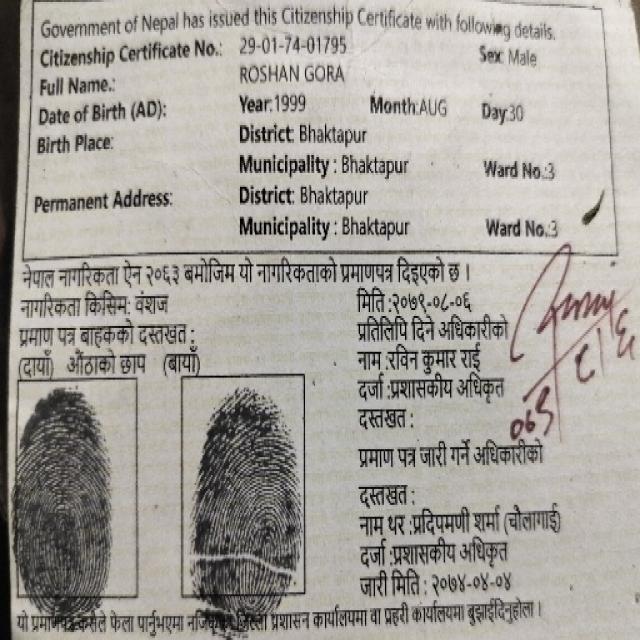 Government of Nepal has issued this Citizenship Certificate with following details.
Citizenship Certificate No.: 29-01-74-01795 Sex: Male
Full Name.: ROSHAN GORA
Date of Birth (AD): Year:1999 Month:AUG Day:30
Birth Place: District: Bhaktapur
Municipality : Bhaktapur Ward No.:3
Permanent Address: District: Bhaktapur
Municipality : Bhaktapur Ward No.:3
नेपाल नागरिकता ऐन २०६३ बमोजिम यो नागरिकताको प्रमाणपत्र दिइएको छ ।
नागरिकता किसिम: वंशज
प्रमाण पत्र बाहकको दस्तखत :
(दायाँ) औंठाको छाप (बायाँ)
मिति :२०७९-०८-०६
प्रतिलिपि दिने अधिकारीको
नाम :रविन कुमार राई
दर्जा :प्रशासकीय अधिकृत
दस्तखत :
प्रमाण पत्र जारी गर्ने अधिकारीको
दस्तखत :
नाम थर :प्रदिपमणी शर्मा (चौलागाई)
दर्जा :प्रशासकीय अधिकृत
जारी मिति : २०७४-०४-०४
यो प्रमाणपत्र कसैले फेला पार्नुभएमा नजिकको जिल्ला प्रशासन कार्यालयमा वा प्रहरी कार्यालयमा बुझाईदिनुहोला ।